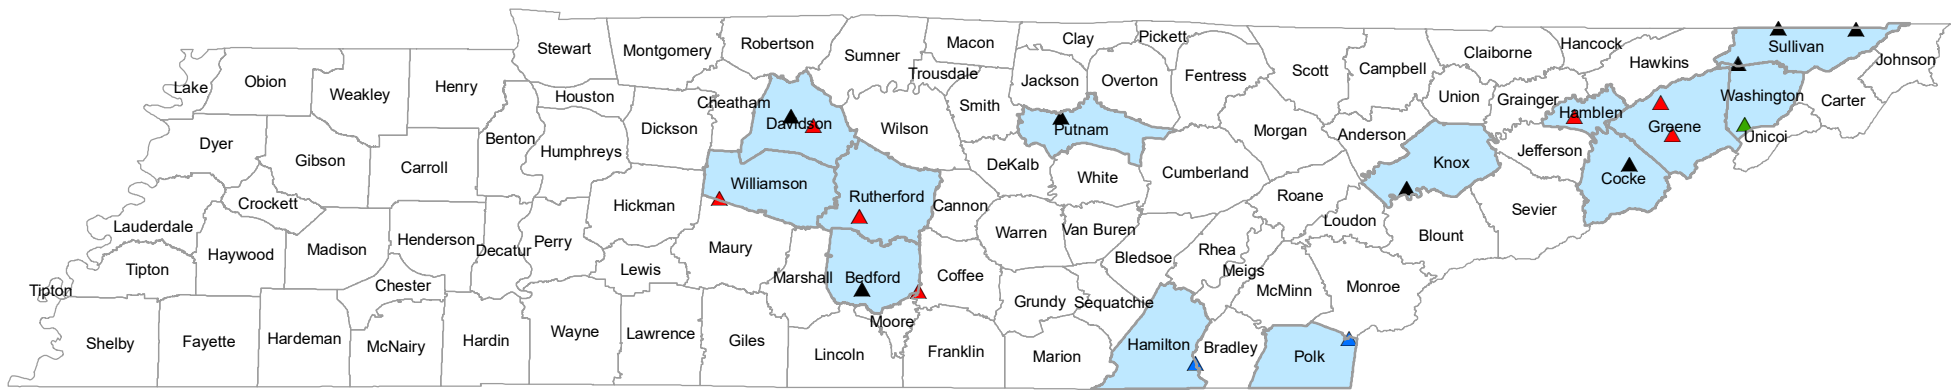 Stewart
Montgomery
Robertson
Sumner
Macon
Clay
Pickett
Scott
Campbell
Claiborne
Hancock
Hawkins
Sullivan
Johnson
Lake
Obion
Weakley
Henry
Houston
Cheatham
Trousdale
Smith
Jackson
Overton
Fentress
Union
Grainger
Hamblen
Greene
Washington
Carter
Unicoi
Dyer
Gibson
Carroll
Benton
Humphreys
Dickson
Davidson
Wilson
Putnam
DeKalb
White
Cumberland
Morgan
Anderson
Knox
Jefferson
Cocke
Crockett
Lauderdale
Haywood
Madison
Henderson
Decatur
Perry
Hickman
Williamson
Rutherford
Cannon
Warren
Van Buren
Roane
Loudon
Blount
Sevier
Tipton
Tipton
Chester
Lewis
Maury
Marshall
Bedford
Coffee
Grundy
Sequatchie
Bledsoe
Rhea
Meigs
McMinn
Monroe
Shelby
Fayette
Hardeman
McNairy
Hardin
Wayne
Lawrence
Giles
Lincoln
Moore
Franklin
Marion
Hamilton
Bradley
Polk